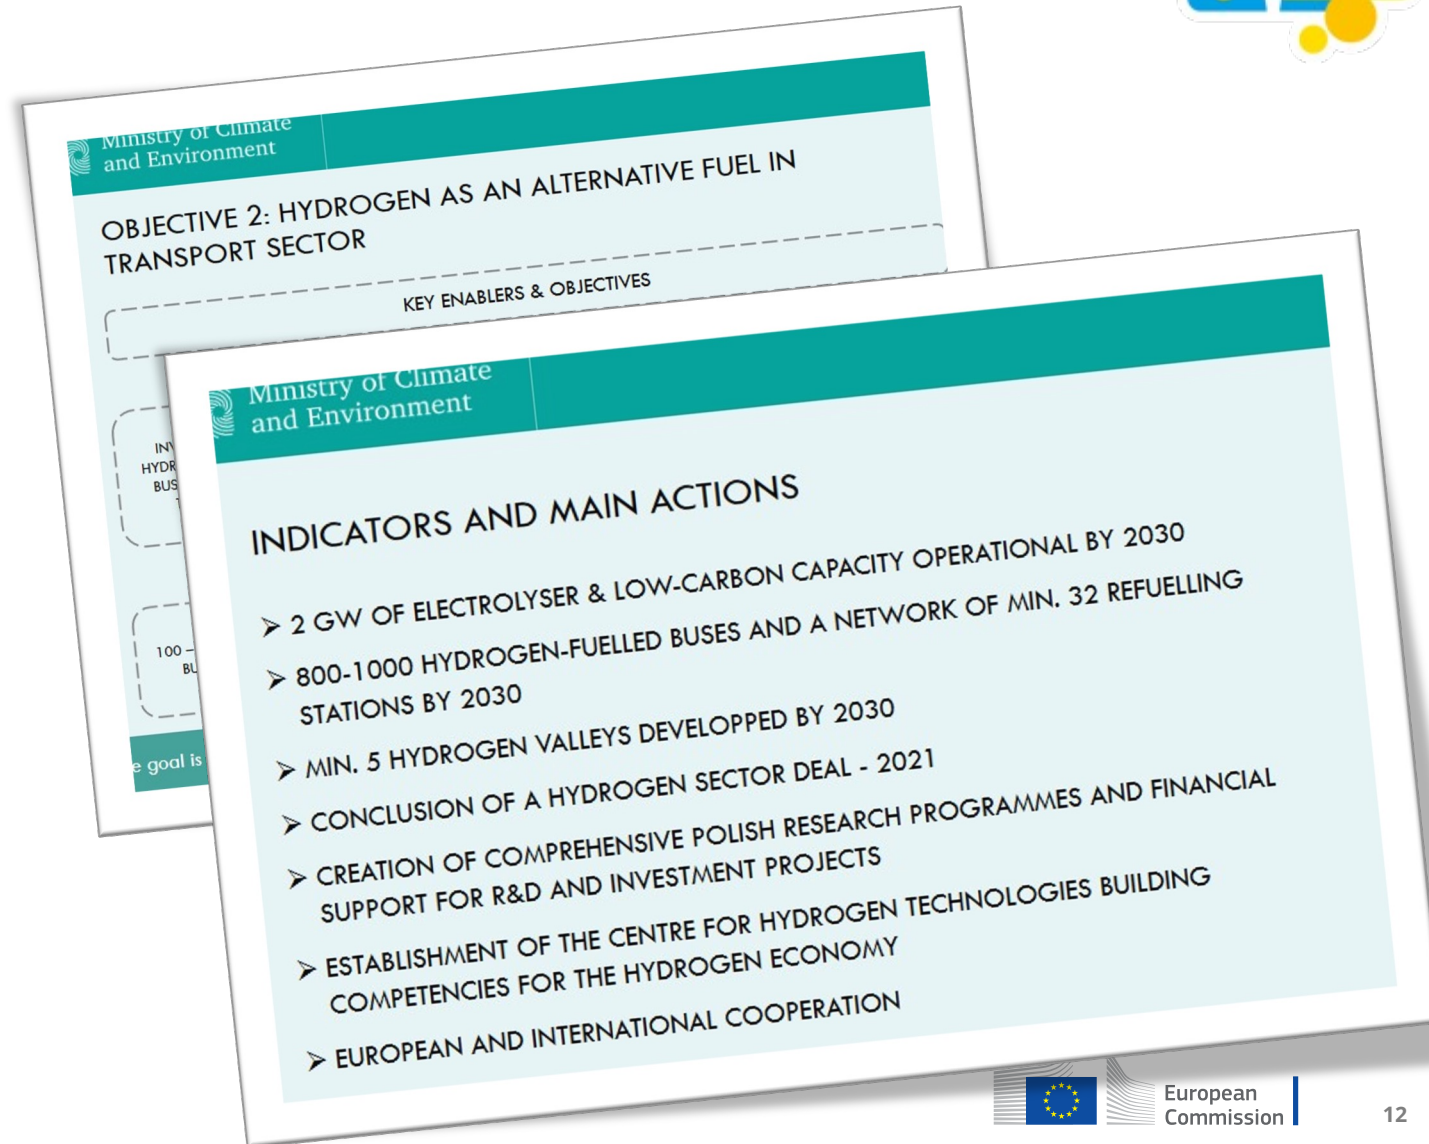 Ministry of Climate
and Environment
OBJECTIVE 2: HYDROGEN AS AN ALTERNATIVE FUEL IN
TRANSPORT SECTOR
KEY ENABLERS & OBJECTIVES
100 –
goal is
Ministry of Climate
and Environment
INDICATORS AND MAIN ACTIONS
➢ 2 GW OF ELECTROLYSER & LOW-CARBON CAPACITY OPERATIONAL BY 2030
➢ 800-1000 HYDROGEN-FUELLED BUSES AND A NETWORK OF MIN. 32 REFUELLING
STATIONS BY 2030
➢ MIN. 5 HYDROGEN VALLEYS DEVELOPPED BY 2030
➢ CONCLUSION OF A HYDROGEN SECTOR DEAL - 2021
➢ CREATION OF COMPREHENSIVE POLISH RESEARCH PROGRAMMES AND FINANCIAL
SUPPORT FOR R&D AND INVESTMENT PROJECTS
➢ ESTABLISHMENT OF THE CENTRE FOR HYDROGEN TECHNOLOGIES BUILDING
COMPETENCIES FOR THE HYDROGEN ECONOMY
➢ EUROPEAN AND INTERNATIONAL COOPERATION
European
Commission
12